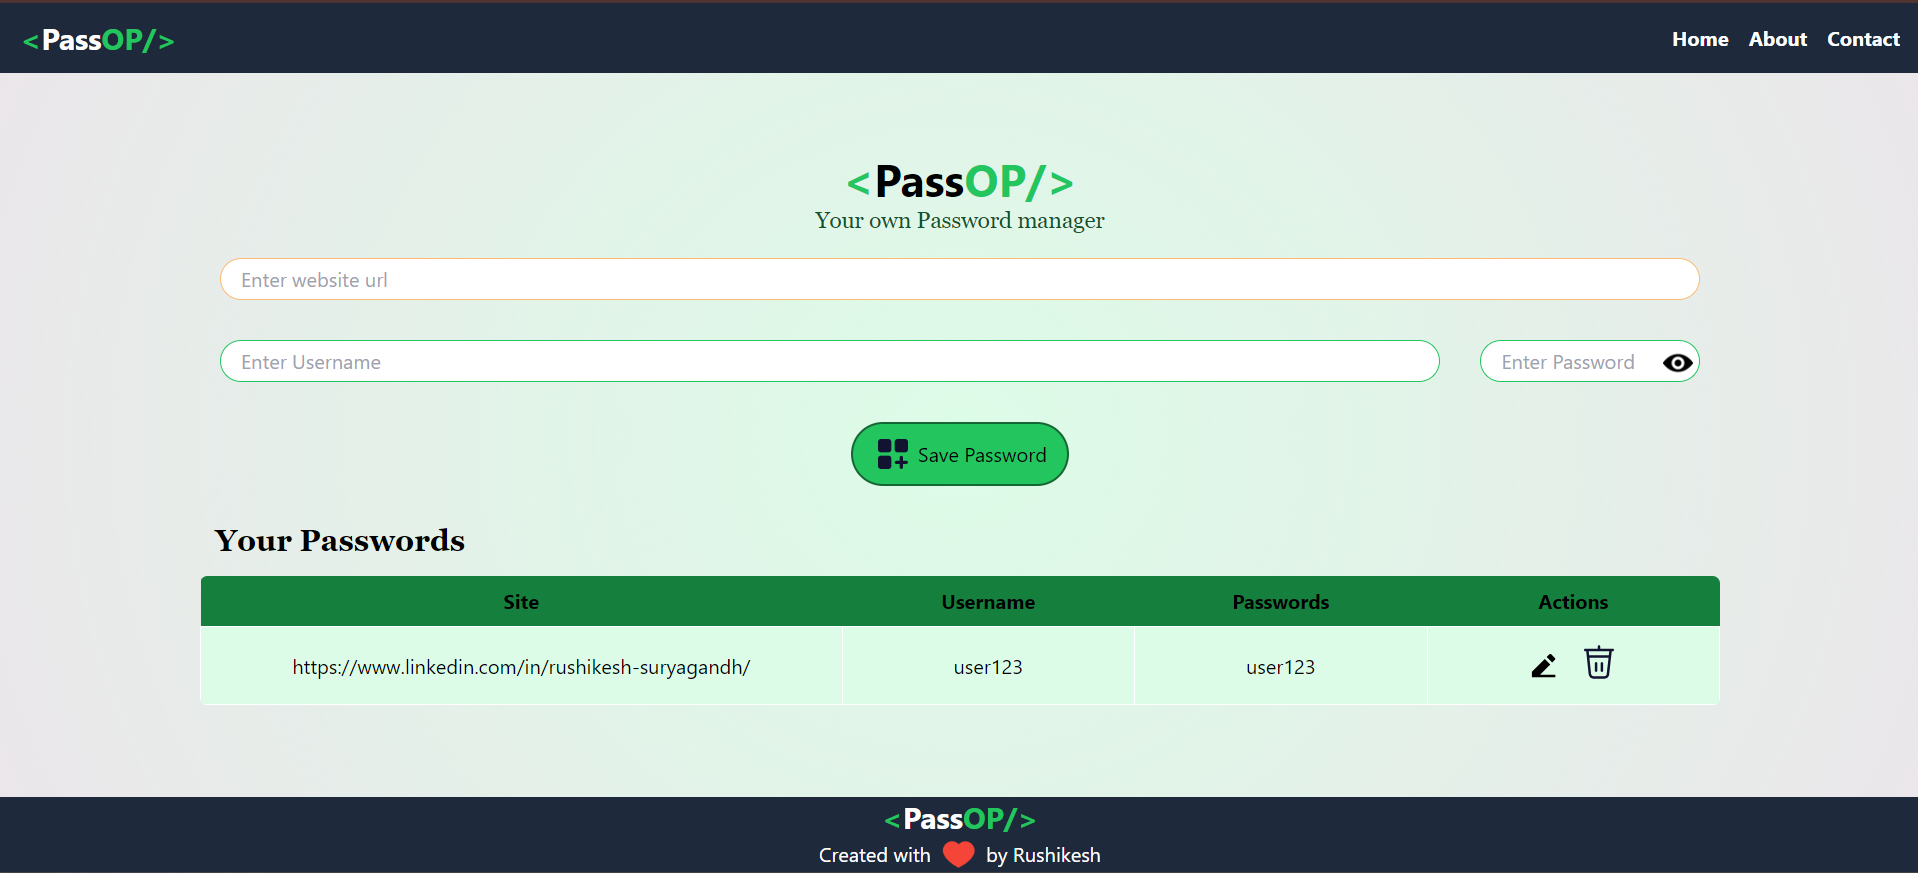 <PassOP/> Home About Contact
<PassOP/>
Your own Password manager
Enter website url
Enter Username Enter Password
Save Password
Your Passwords
Site Username Passwords Actions
https://www.linkedin.com/in/rushikesh-suryagandh/ user123 user123
<PassOP/>
Created with by Rushikesh